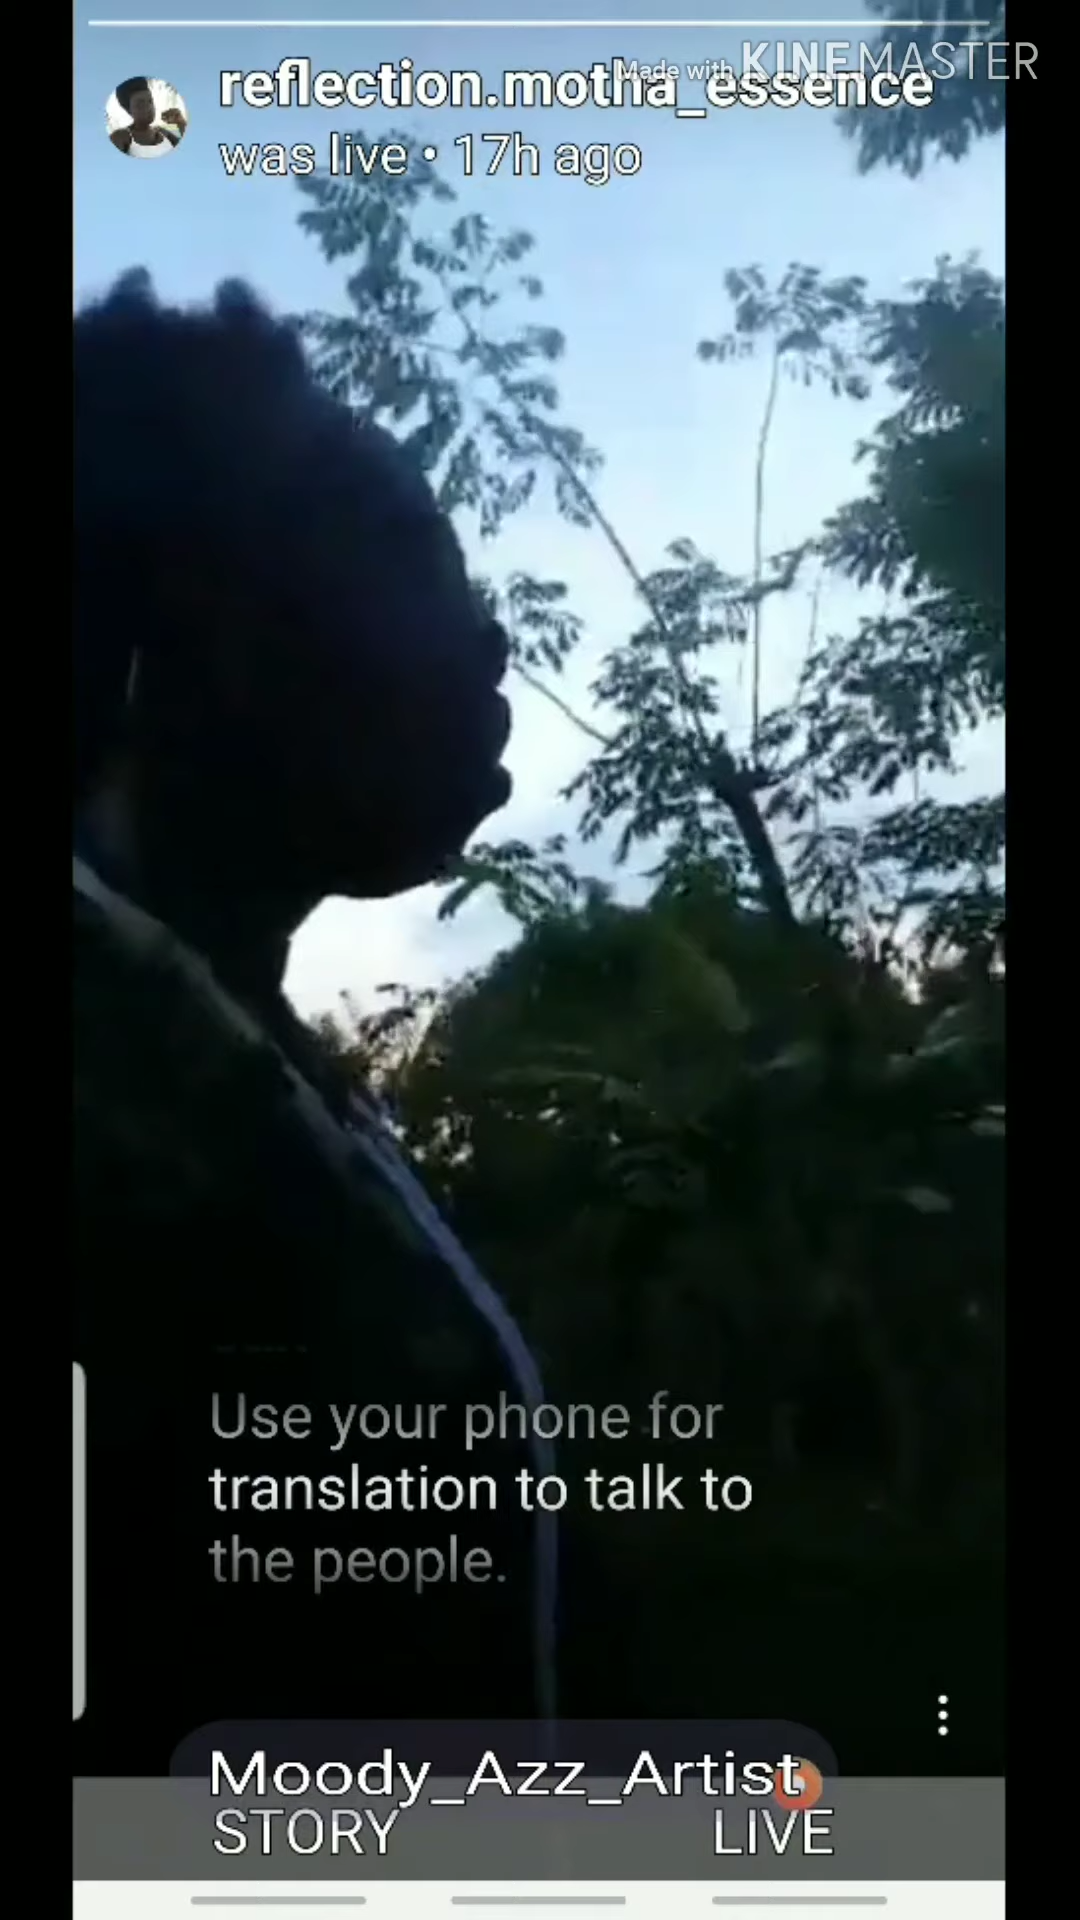 Made with KINEMASTER
reflection.motha_essence
was live • 17h ago
Use your phone for
translation to talk to
the people.
Moody_Azz_Artist
STORY LIVE